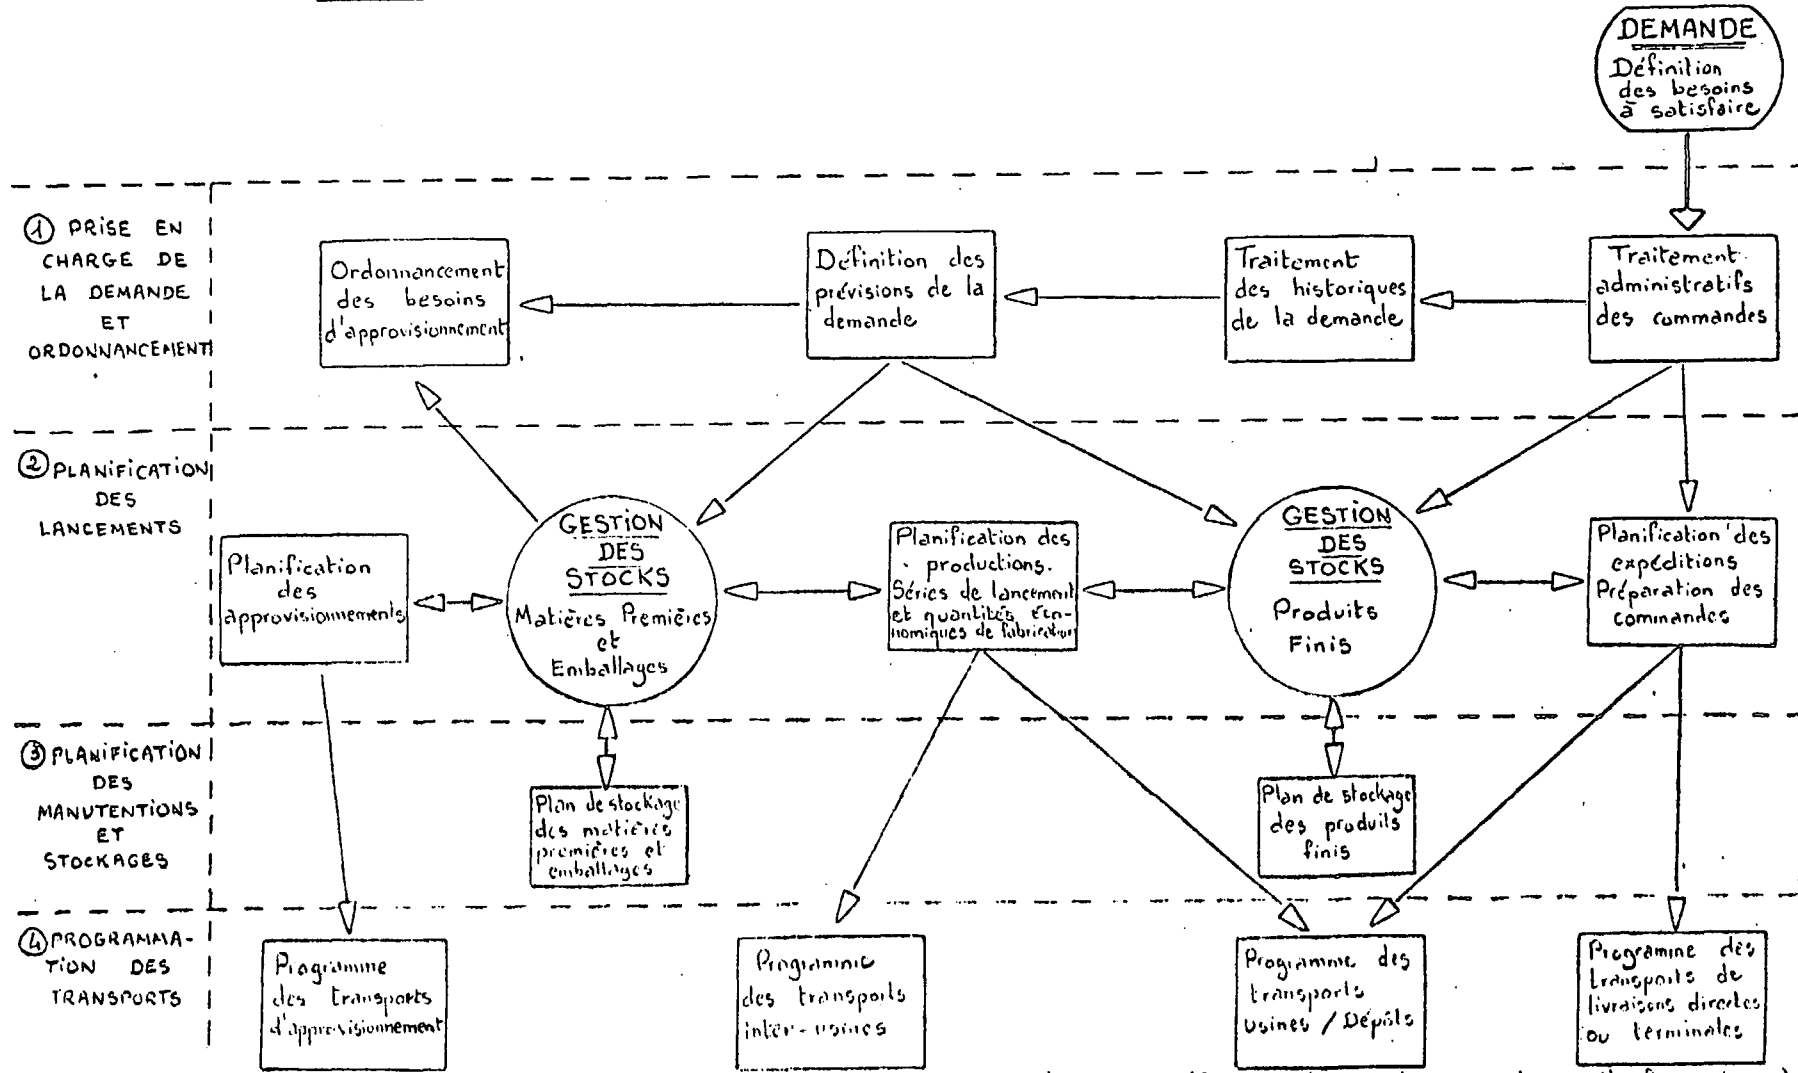 DEMANDE
Définition
des besoins
à satisfaire
① PRISE EN
CHARGE DE
LA DEMANDE
ET
ORDONNANCEMENT
Ordonnancement
des besoins
d'approvisionnement
Définition des
prévisions de la
demande
Traitement
des historiques
de la demande
Traitement
administratifs
des commandes
② PLANIFICATION
DES
LANCEMENTS
Planification
des
approvisionnements
GESTION
DES
STOCKS
Matières Premières
et
Emballages
Planification des
productions.
Séries de lancement
et quantités éco-
nomiques de fabrication
GESTION
DES
STOCKS
Produits
Finis
Planification des
expéditions
Préparation des
commandes
③ PLANIFICATION
DES
MANUTENTIONS
ET
STOCKAGES
Plan de stockage
des matières
premières et
emballages
Plan de stockage
des produits
finis
④ PROGRAMMA-
TION DES
TRANSPORTS
Programme
des transports
d'approvisionnement
Programme
des transports
inter-usines
Programme des
transports
usines / Dépôts
Programme des
transports de
livraisons directes
ou terminales